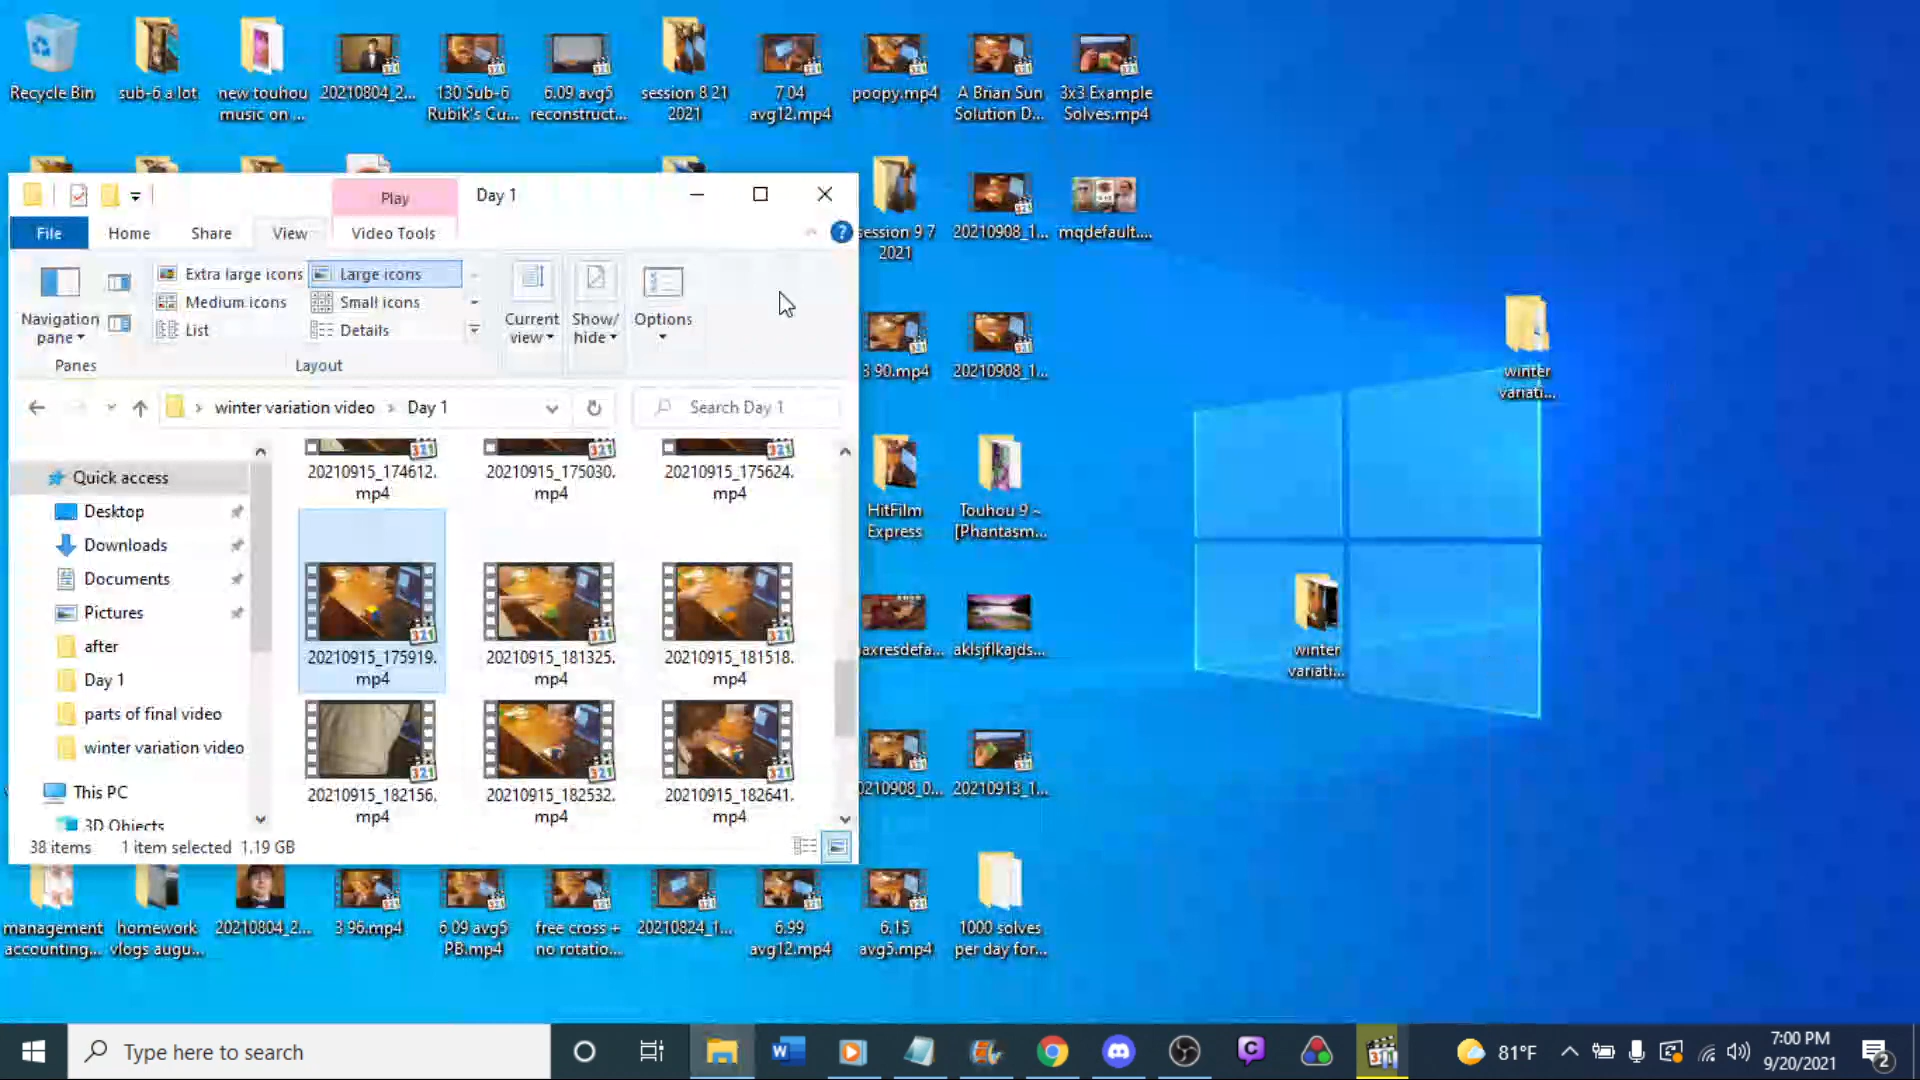 Recycle Bin
sub-6 a lot
new touhou
music on ...
20210804_2...
130 Sub-6
Rubik's Cu...
6.09 avg5
reconstruct...
session 8 21
2021
7.04
avg12.mp4
poopy.mp4
A Brian Sun
Solution D...
3x3 Example
Solves.mp4
Play
Day 1
File
Home
Share
View
Video Tools
session 9 7
2021
20210908_1...
mqdefault....
Navigation
pane
Extra large icons
Large icons
Medium icons
Small icons
List
Details
Current
view
Show/
hide
Options
Panes
Layout
3 90.mp4
20210908_1...
winter
variati...
winter variation video
Day 1
Search Day 1
Quick access
Desktop
Downloads
Documents
Pictures
after
Day 1
parts of final video
winter variation video
This PC
3D Objects
20210915_174612.
mp4
20210915_175030.
mp4
20210915_175624.
mp4
20210915_175919.
mp4
20210915_181325.
mp4
20210915_181518.
mp4
20210915_182156.
mp4
20210915_182532.
mp4
20210915_182641.
mp4
38 items
1 item selected 1.19 GB
HitFilm
Express
Touhou 9 ~
[Phantasm...
axresdefa...
aklsjflkajds...
winter
variati...
0210908_0...
20210913_1...
management
accounting...
homework
vlogs augu...
20210804_2...
3 96.mp4
6 09 avg5
PB.mp4
free cross +
no rotatio...
20210824_1...
6.99
avg12.mp4
6.15
avg5.mp4
1000 solves
per day for...
Type here to search
81°F
7:00 PM
9/20/2021
2